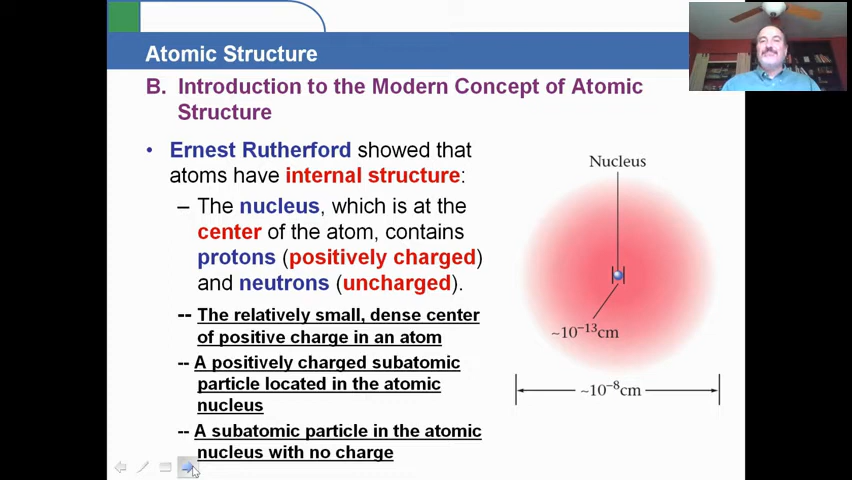 Atomic Structure
B. Introduction to the Modern Concept of Atomic
Structure
• Ernest Rutherford showed that
atoms have internal structure:
– The nucleus, which is at the
center of the atom, contains
protons (positively charged)
and neutrons (uncharged).
-- The relatively small, dense center
of positive charge in an atom
-- A positively charged subatomic
particle located in the atomic
nucleus
-- A subatomic particle in the atomic
nucleus with no charge
Nucleus
~10⁻¹³cm
~10⁻⁸cm